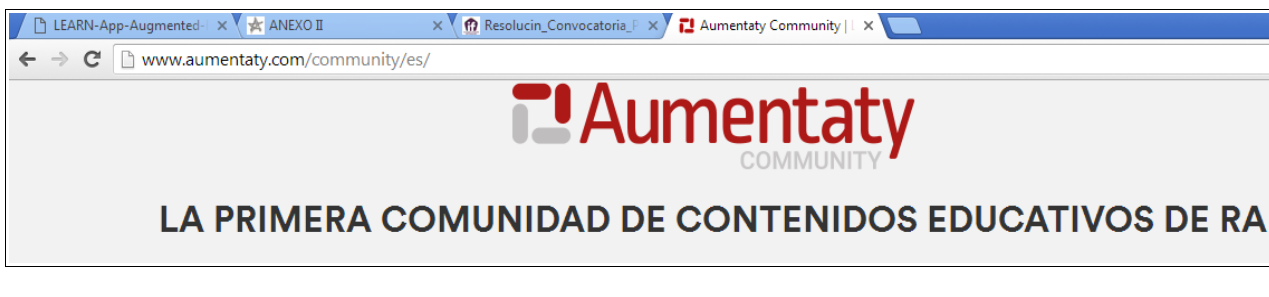 LEARN-App-Augmented- ANEXO II Resolucin_Convocatoria_P Aumentaty Community |
www.aumentaty.com/community/es/
Aumentaty
COMMUNITY
LA PRIMERA COMUNIDAD DE CONTENIDOS EDUCATIVOS DE RA